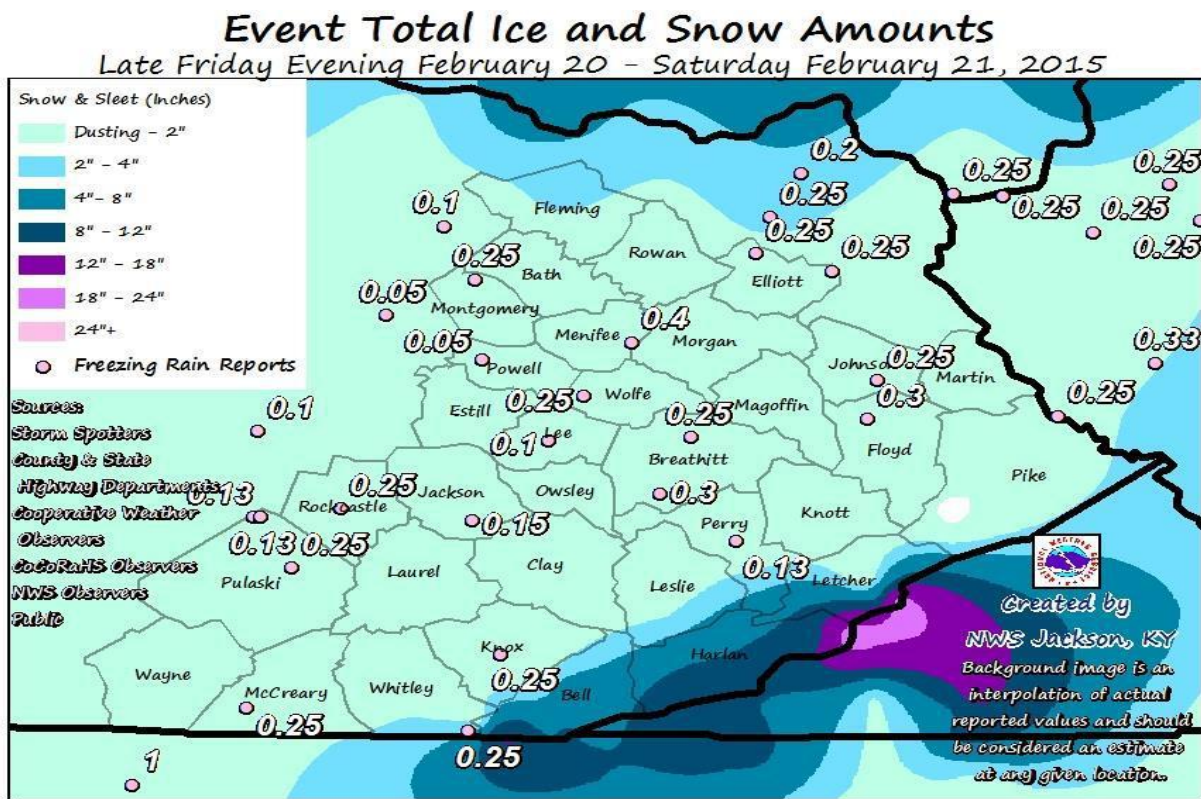 Event Total Ice and Snow Amounts
Late Friday Evening February 20 - Saturday February 21, 2015
Snow & Sleet (Inches)
Dusting - 2"
2" - 4"
4"- 8"
8" - 12"
12" - 18"
18" - 24"
24"+
Freezing Rain Reports
Sources:
Storm Spotters
County & State
Highway Departments
Cooperative Weather
Observers
CoCoRaHS Observers
NWS Observers
Public
0.2
0.25
0.25
0.25
0.1
Fleming
0.25
0.25
0.25
0.25
0.25
Rowan
0.25
0.25
Bath
Elliott
0.05
Montgomery
0.4
Menifee
Morgan
0.05
Powell
0.25
Johnson
Martin
0.33
0.25
Wolfe
0.3
0.25
0.1
Estill
0.25
Magoffin
0.1
Lee
Breathitt
Floyd
Pike
0.13
0.25
Rockcastle
Jackson
Owsley
0.3
Knott
0.15
Perry
0.13
0.25
Pulaski
Laurel
Clay
Leslie
0.13
Letcher
Knox
0.25
Harlan
Wayne
McCreary
Whitley
Bell
0.25
0.25
1
NATIONAL WEATHER SERVICE
Created by
NWS Jackson, KY
Background image is an
interpolation of actual
reported values and should
be considered an estimate
at any given location.